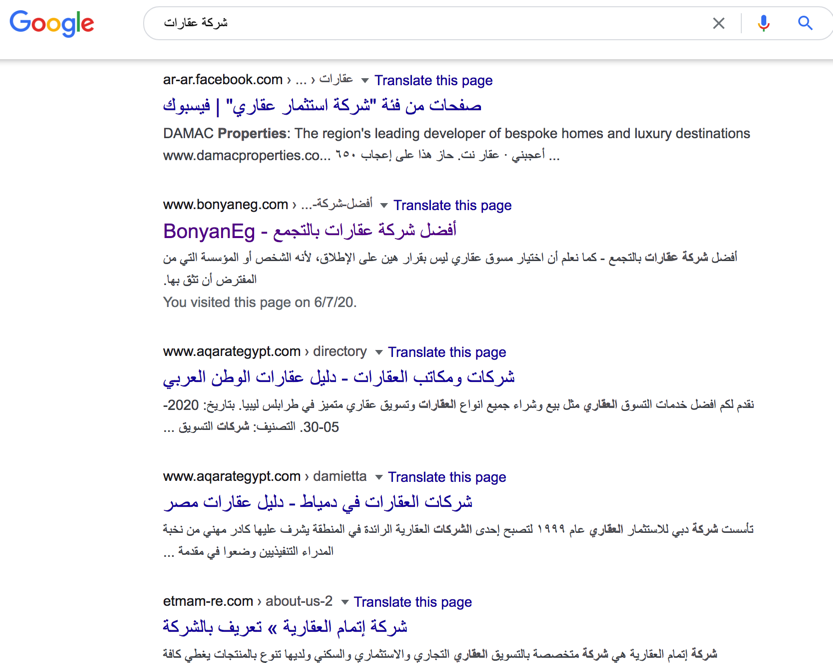 Google
شركة عقارات
ar-ar.facebook.com › ... › عقارات Translate this page
صفحات من فئة "شركة استثمار عقاري" | فيسبوك
DAMAC Properties: The region's leading developer of bespoke homes and luxury destinations
www.damacproperties.co... أعجبني · عقار نت. حاز هذا على إعجاب ٦٥٠ ...
www.bonyaneg.com › أفضل-شركة-... Translate this page
أفضل شركة عقارات بالتجمع - BonyanEg
أفضل شركة عقارات بالتجمع - كما نعلم أن اختيار مسوق عقاري ليس بقرار هين على الإطلاق، لأنه الشخص أو المؤسسة التي من
المفترض أن تثق بها.
You visited this page on 6/7/20.
www.aqarategypt.com › directory Translate this page
شركات ومكاتب العقارات - دليل عقارات الوطن العربي
نقدم لكم افضل خدمات التسوق العقاري مثل بيع وشراء جميع انواع العقارات وتسويق عقاري متميز في طرابلس ليبيا. بتاريخ: 2020-
30-05. التصنيف: شركات التسويق ...
www.aqarategypt.com › damietta Translate this page
شركات العقارات في دمياط - دليل عقارات مصر
تأسست شركة دبي للاستثمار العقاري عام ١٩٩٩ لتصبح إحدى الشركات العقارية الرائدة في المنطقة يشرف عليها كادر مهني من نخبة
المدراء التنفيذيين وضعوا في مقدمة ...
etmam-re.com › about-us-2 Translate this page
شركة إتمام العقارية » تعريف بالشركة
شركة إتمام العقارية هي شركة متخصصة بالتسويق العقاري التجاري والاستثماري والسكني ولديها تنوع بالمنتجات يغطي كافة